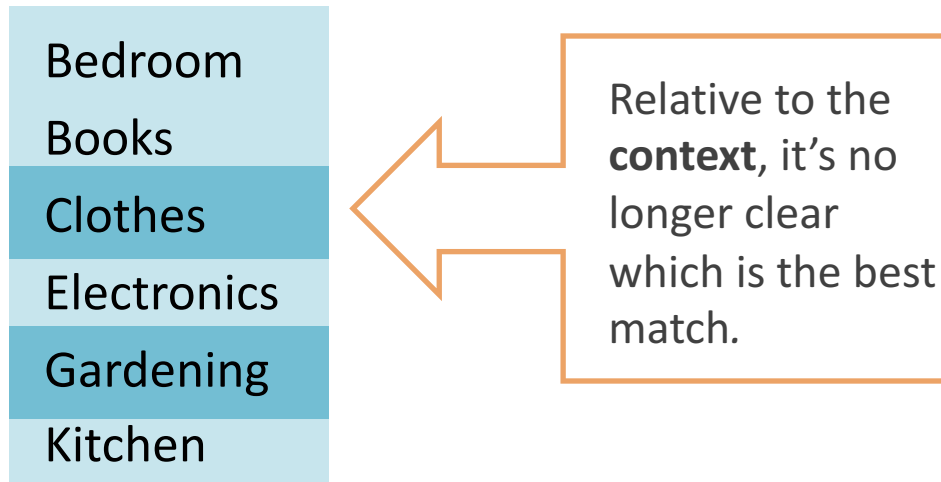 Bedroom
Books
Clothes
Electronics
Gardening
Kitchen
Relative to the
context, it’s no
longer clear
which is the best
match.